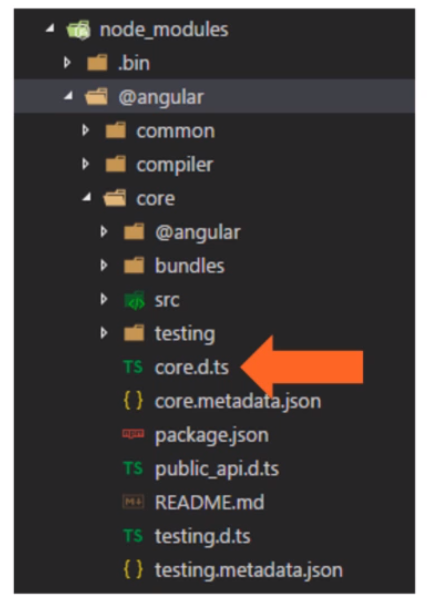 node_modules
.bin
@angular
common
compiler
core
@angular
bundles
src
testing
TS core.d.ts
{ } core.metadata.json
npm package.json
TS public_api.d.ts
M↓ README.md
TS testing.d.ts
{ } testing.metadata.json